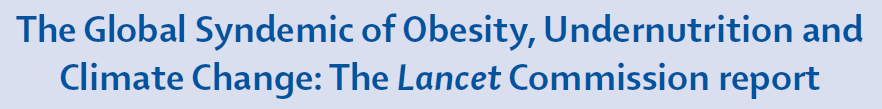 The Global Syndemic of Obesity, Undernutrition and
Climate Change: The Lancet Commission report